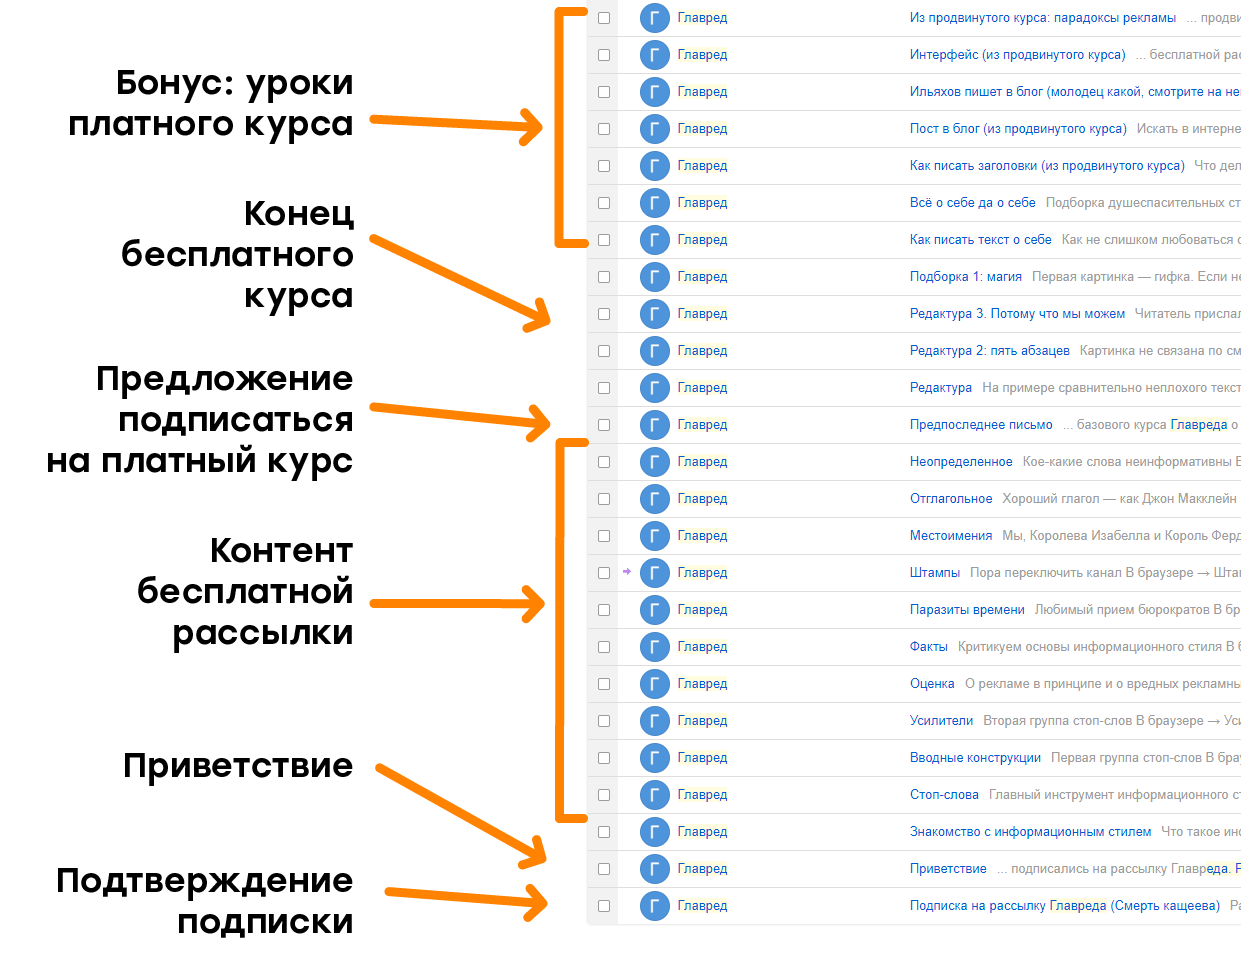 Бонус: уроки
платного курса
Конец
бесплатного
курса
Предложение
подписаться
на платный курс
Контент
бесплатной
рассылки
Приветствие
Подтверждение
подписки
Г Главред Из продвинутого курса: парадоксы рекламы ... продви
Г Главред Интерфейс (из продвинутого курса) ... бесплатной рас
Г Главред Ильяхов пишет в блог (молодец какой, смотрите на не
Г Главред Пост в блог (из продвинутого курса) Искать в интерне
Г Главред Как писать заголовки (из продвинутого курса) Что дел
Г Главред Всё о себе да о себе Подборка душеспасительных ст
Г Главред Как писать текст о себе Как не слишком любоваться с
Г Главред Подборка 1: магия Первая картинка — гифка. Если не
Г Главред Редактура 3. Потому что мы можем Читатель прислал
Г Главред Редактура 2: пять абзацев Картинка не связана по см
Г Главред Редактура На примере сравнительно неплохого текст
Г Главред Предпоследнее письмо ... базового курса Главреда о
Г Главред Неопределенное Кое-какие слова неинформативны В
Г Главред Отглагольное Хороший глагол — как Джон Макклейн
Г Главред Местоимения Мы, Королева Изабелла и Король Ферд
Г Главред Штампы Пора переключить канал В браузере → Шта
Г Главред Паразиты времени Любимый прием бюрократов В бр
Г Главред Факты Критикуем основы информационного стиля В б
Г Главред Оценка О рекламе в принципе и о вредных рекламны
Г Главред Усилители Вторая группа стоп-слов В браузере → Уси
Г Главред Вводные конструкции Первая группа стоп-слов В брау
Г Главред Стоп-слова Главный инструмент информационного ст
Г Главред Знакомство с информационным стилем Что такое инф
Г Главред Приветствие ... подписались на рассылку Главреда. Р
Г Главред Подписка на рассылку Главреда (Смерть кащеева) Ра